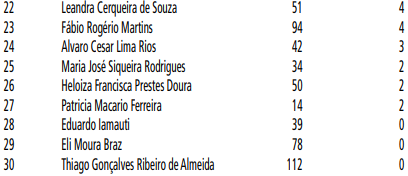 22 Leandra Cerqueira de Souza 51 4
23 Fábio Rogério Martins 94 4
24 Alvaro Cesar Lima Rios 42 3
25 Maria José Siqueira Rodrigues 34 2
26 Heloiza Francisca Prestes Doura 50 2
27 Patricia Macario Ferreira 14 2
28 Eduardo Iamauti 39 0
29 Eli Moura Braz 78 0
30 Thiago Gonçalves Ribeiro de Almeida 112 0